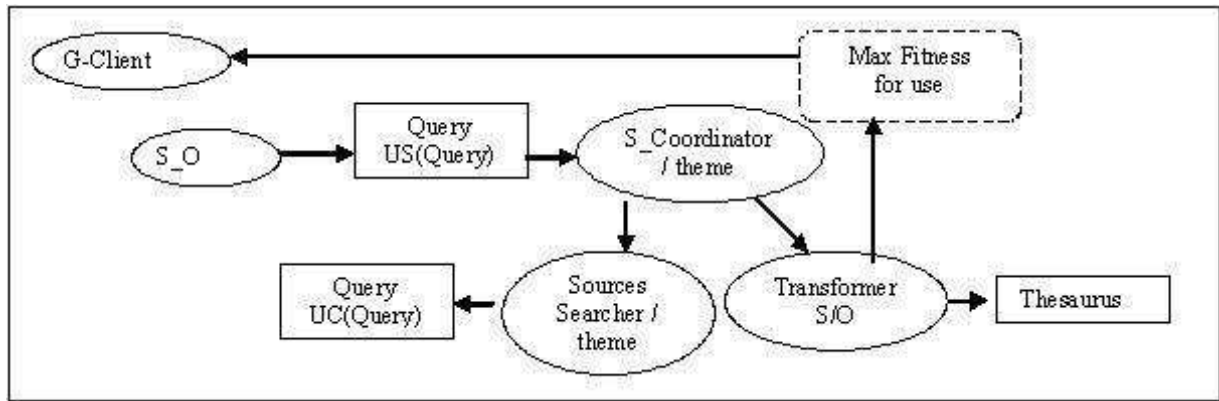 G-Client
Max Fitness
for use
Query
US(Query)
S_Coordinator
/ theme
S_O
Query
UC(Query)
Sources
Searcher /
theme
Transformer
S/O
Thesaurus